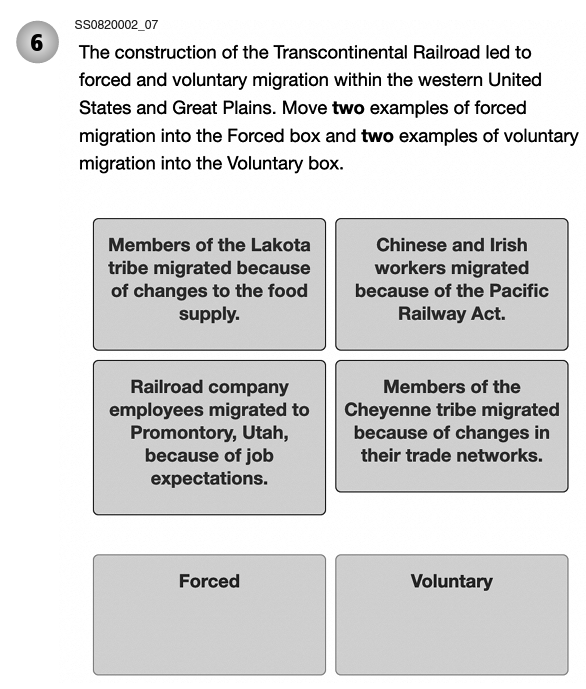 SS0820002_07
6
The construction of the Transcontinental Railroad led to
forced and voluntary migration within the western United
States and Great Plains. Move two examples of forced
migration into the Forced box and two examples of voluntary
migration into the Voluntary box.
Members of the Lakota
tribe migrated because
of changes to the food
supply.
Chinese and Irish
workers migrated
because of the Pacific
Railway Act.
Railroad company
employees migrated to
Promontory, Utah,
because of job
expectations.
Members of the
Cheyenne tribe migrated
because of changes in
their trade networks.
Forced
Voluntary